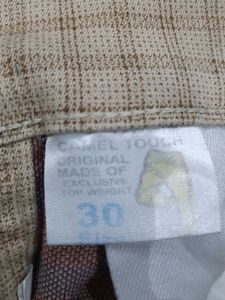 CAMEL TOUCH
ORIGINAL
MADE OF
EXCLUSIVE
TOP WEIGHT
30